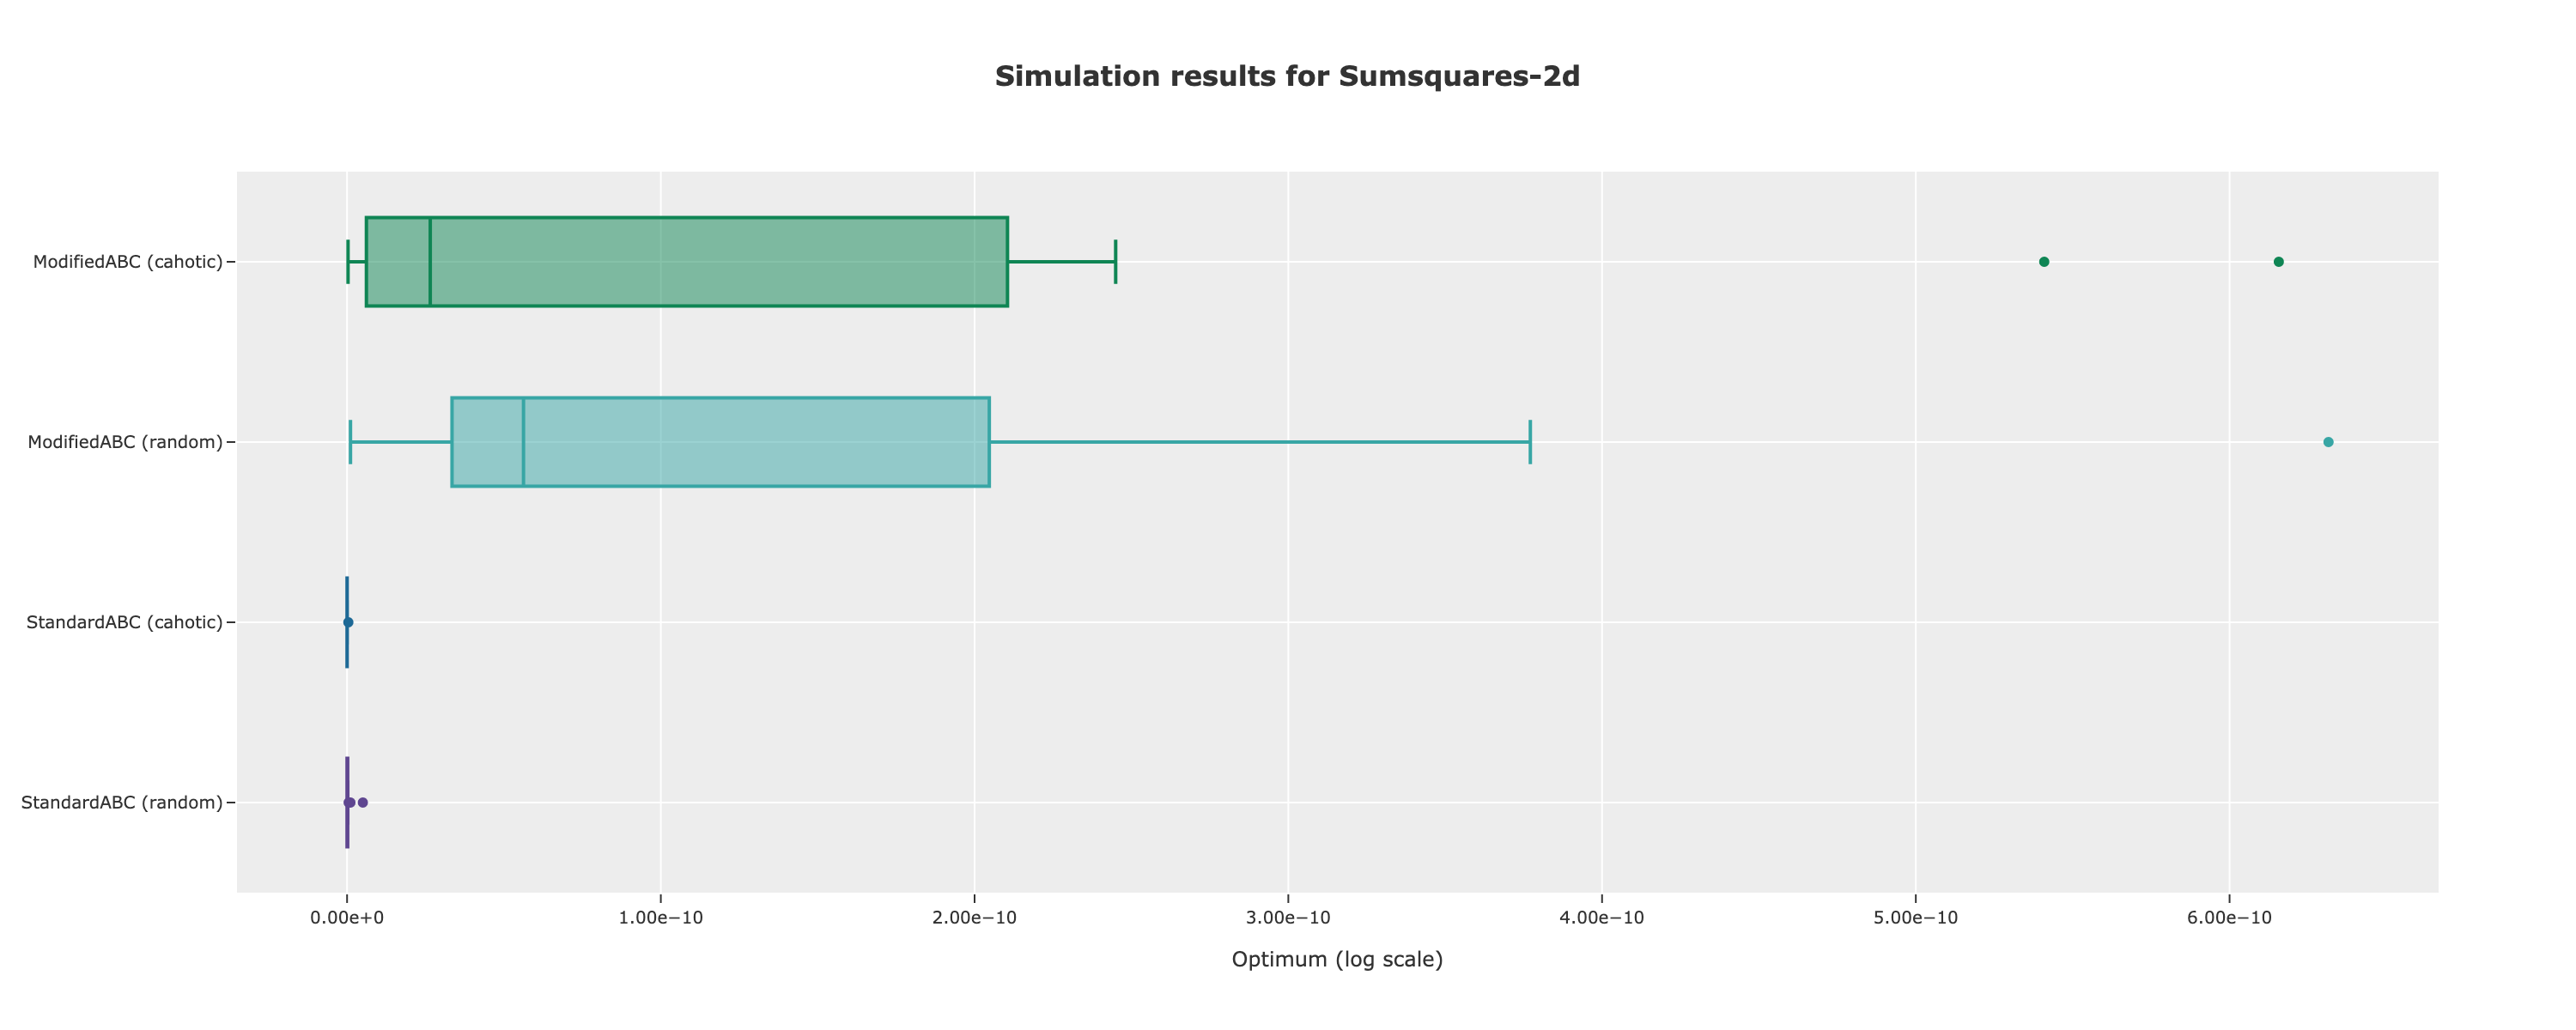 Simulation results for Sumsquares-2d
ModifiedABC (cahotic)
ModifiedABC (random)
StandardABC (cahotic)
StandardABC (random)
0.00e+0 1.00e−10 2.00e−10 3.00e−10 4.00e−10 5.00e−10 6.00e−10
Optimum (log scale)